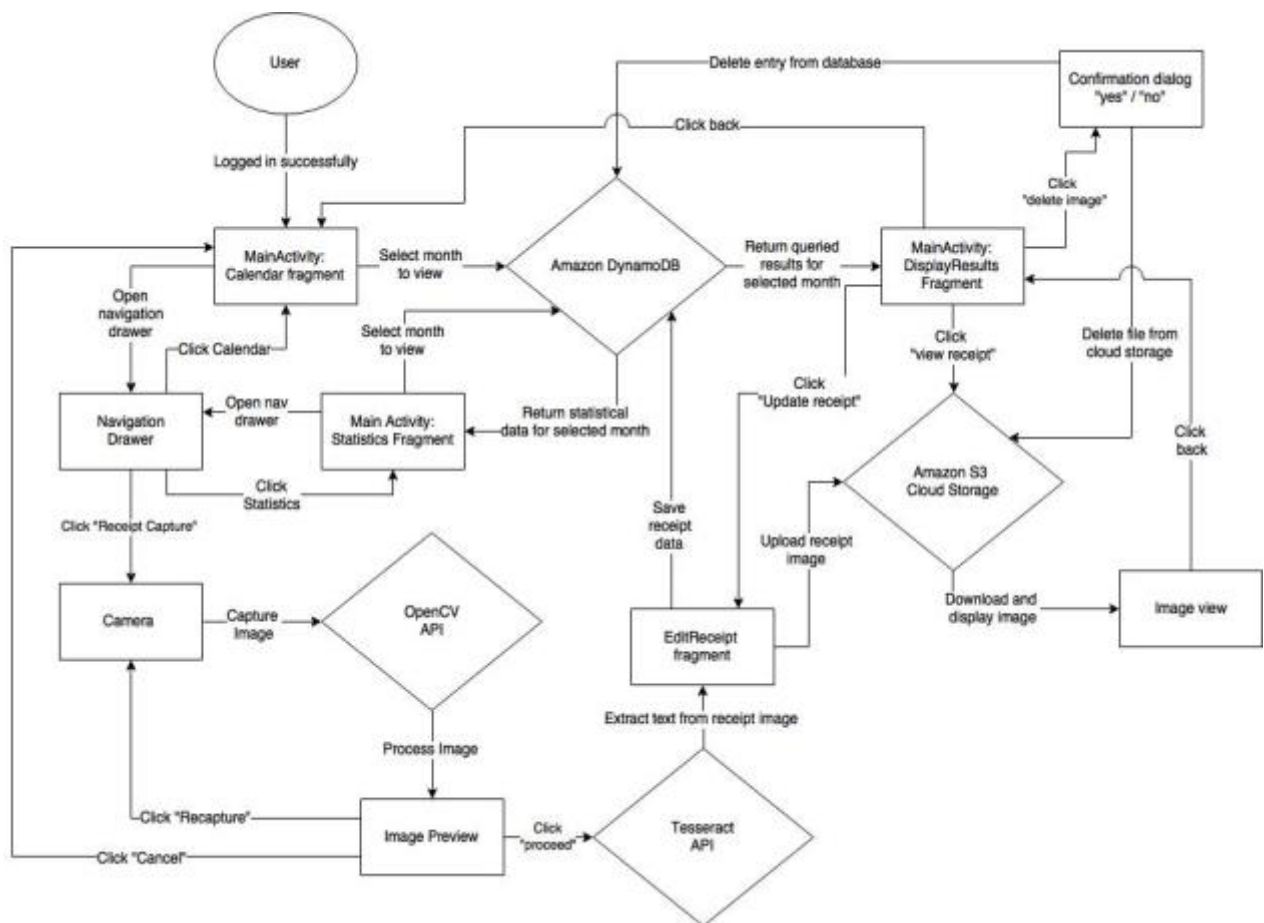 User
Delete entry from database
Confirmation dialog
"yes" / "no"
Click back
Logged in successfully
Click
"delete image"
MainActivity:
Calendar fragment
Select month
to view
Amazon DynamoDB
Return queried
results for
selected month
MainActivity:
DisplayResults
Fragment
Open
navigation
drawer
Click Calendar
Select month
to view
Click
"view receipt"
Delete file from
cloud storage
Navigation
Drawer
Open nav
drawer
Main Activity:
Statistics Fragment
Return statistical
data for selected month
Click
"Update receipt"
Click
Statistics
Amazon S3
Cloud Storage
Click
back
Click "Receipt Capture"
Save
receipt
data
Upload receipt
image
Camera
Capture
Image
OpenCV
API
EditReceipt
fragment
Download and
display image
Image view
Extract text from receipt image
Process Image
Click "Recapture"
Image Preview
Click
"proceed"
Tesseract
API
Click "Cancel"